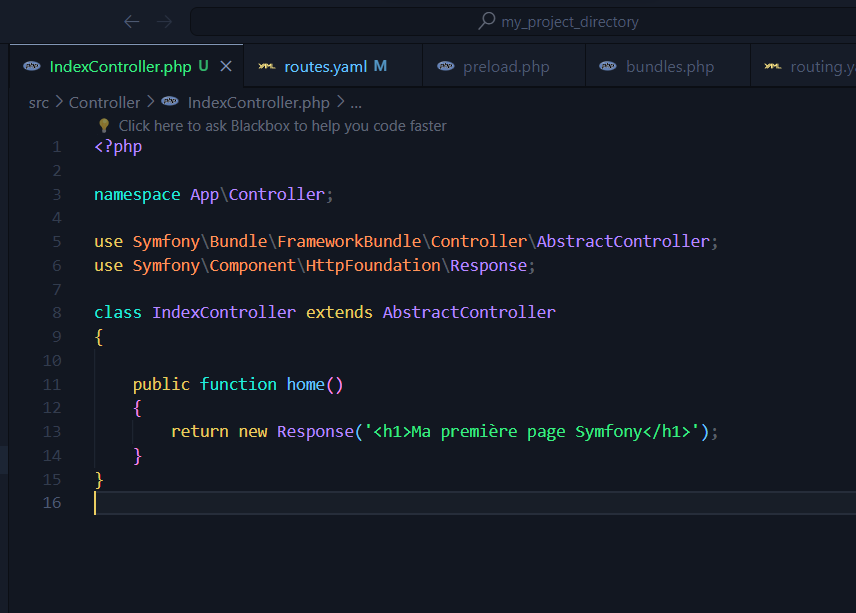 my_project_directory
IndexController.php U routes.yaml M preload.php bundles.php routing.y
src > Controller > IndexController.php > ...
Click here to ask Blackbox to help you code faster
1 <?php
2
3 namespace App\Controller;
4
5 use Symfony\Bundle\FrameworkBundle\Controller\AbstractController;
6 use Symfony\Component\HttpFoundation\Response;
7
8 class IndexController extends AbstractController
9 {
10
11 public function home()
12 {
13 return new Response('<h1>Ma première page Symfony</h1>');
14 }
15 }
16